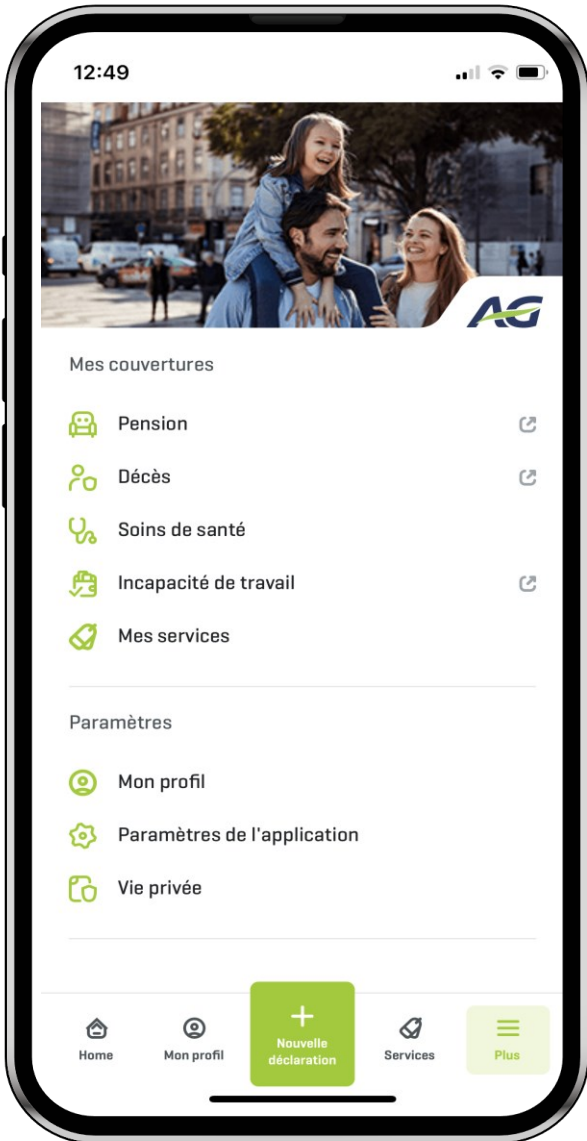 12:49
AG
Mes couvertures
Pension
Décès
Soins de santé
Incapacité de travail
Mes services
Paramètres
Mon profil
Paramètres de l'application
Vie privée
Home
Mon profil
Nouvelle
déclaration
Services
Plus